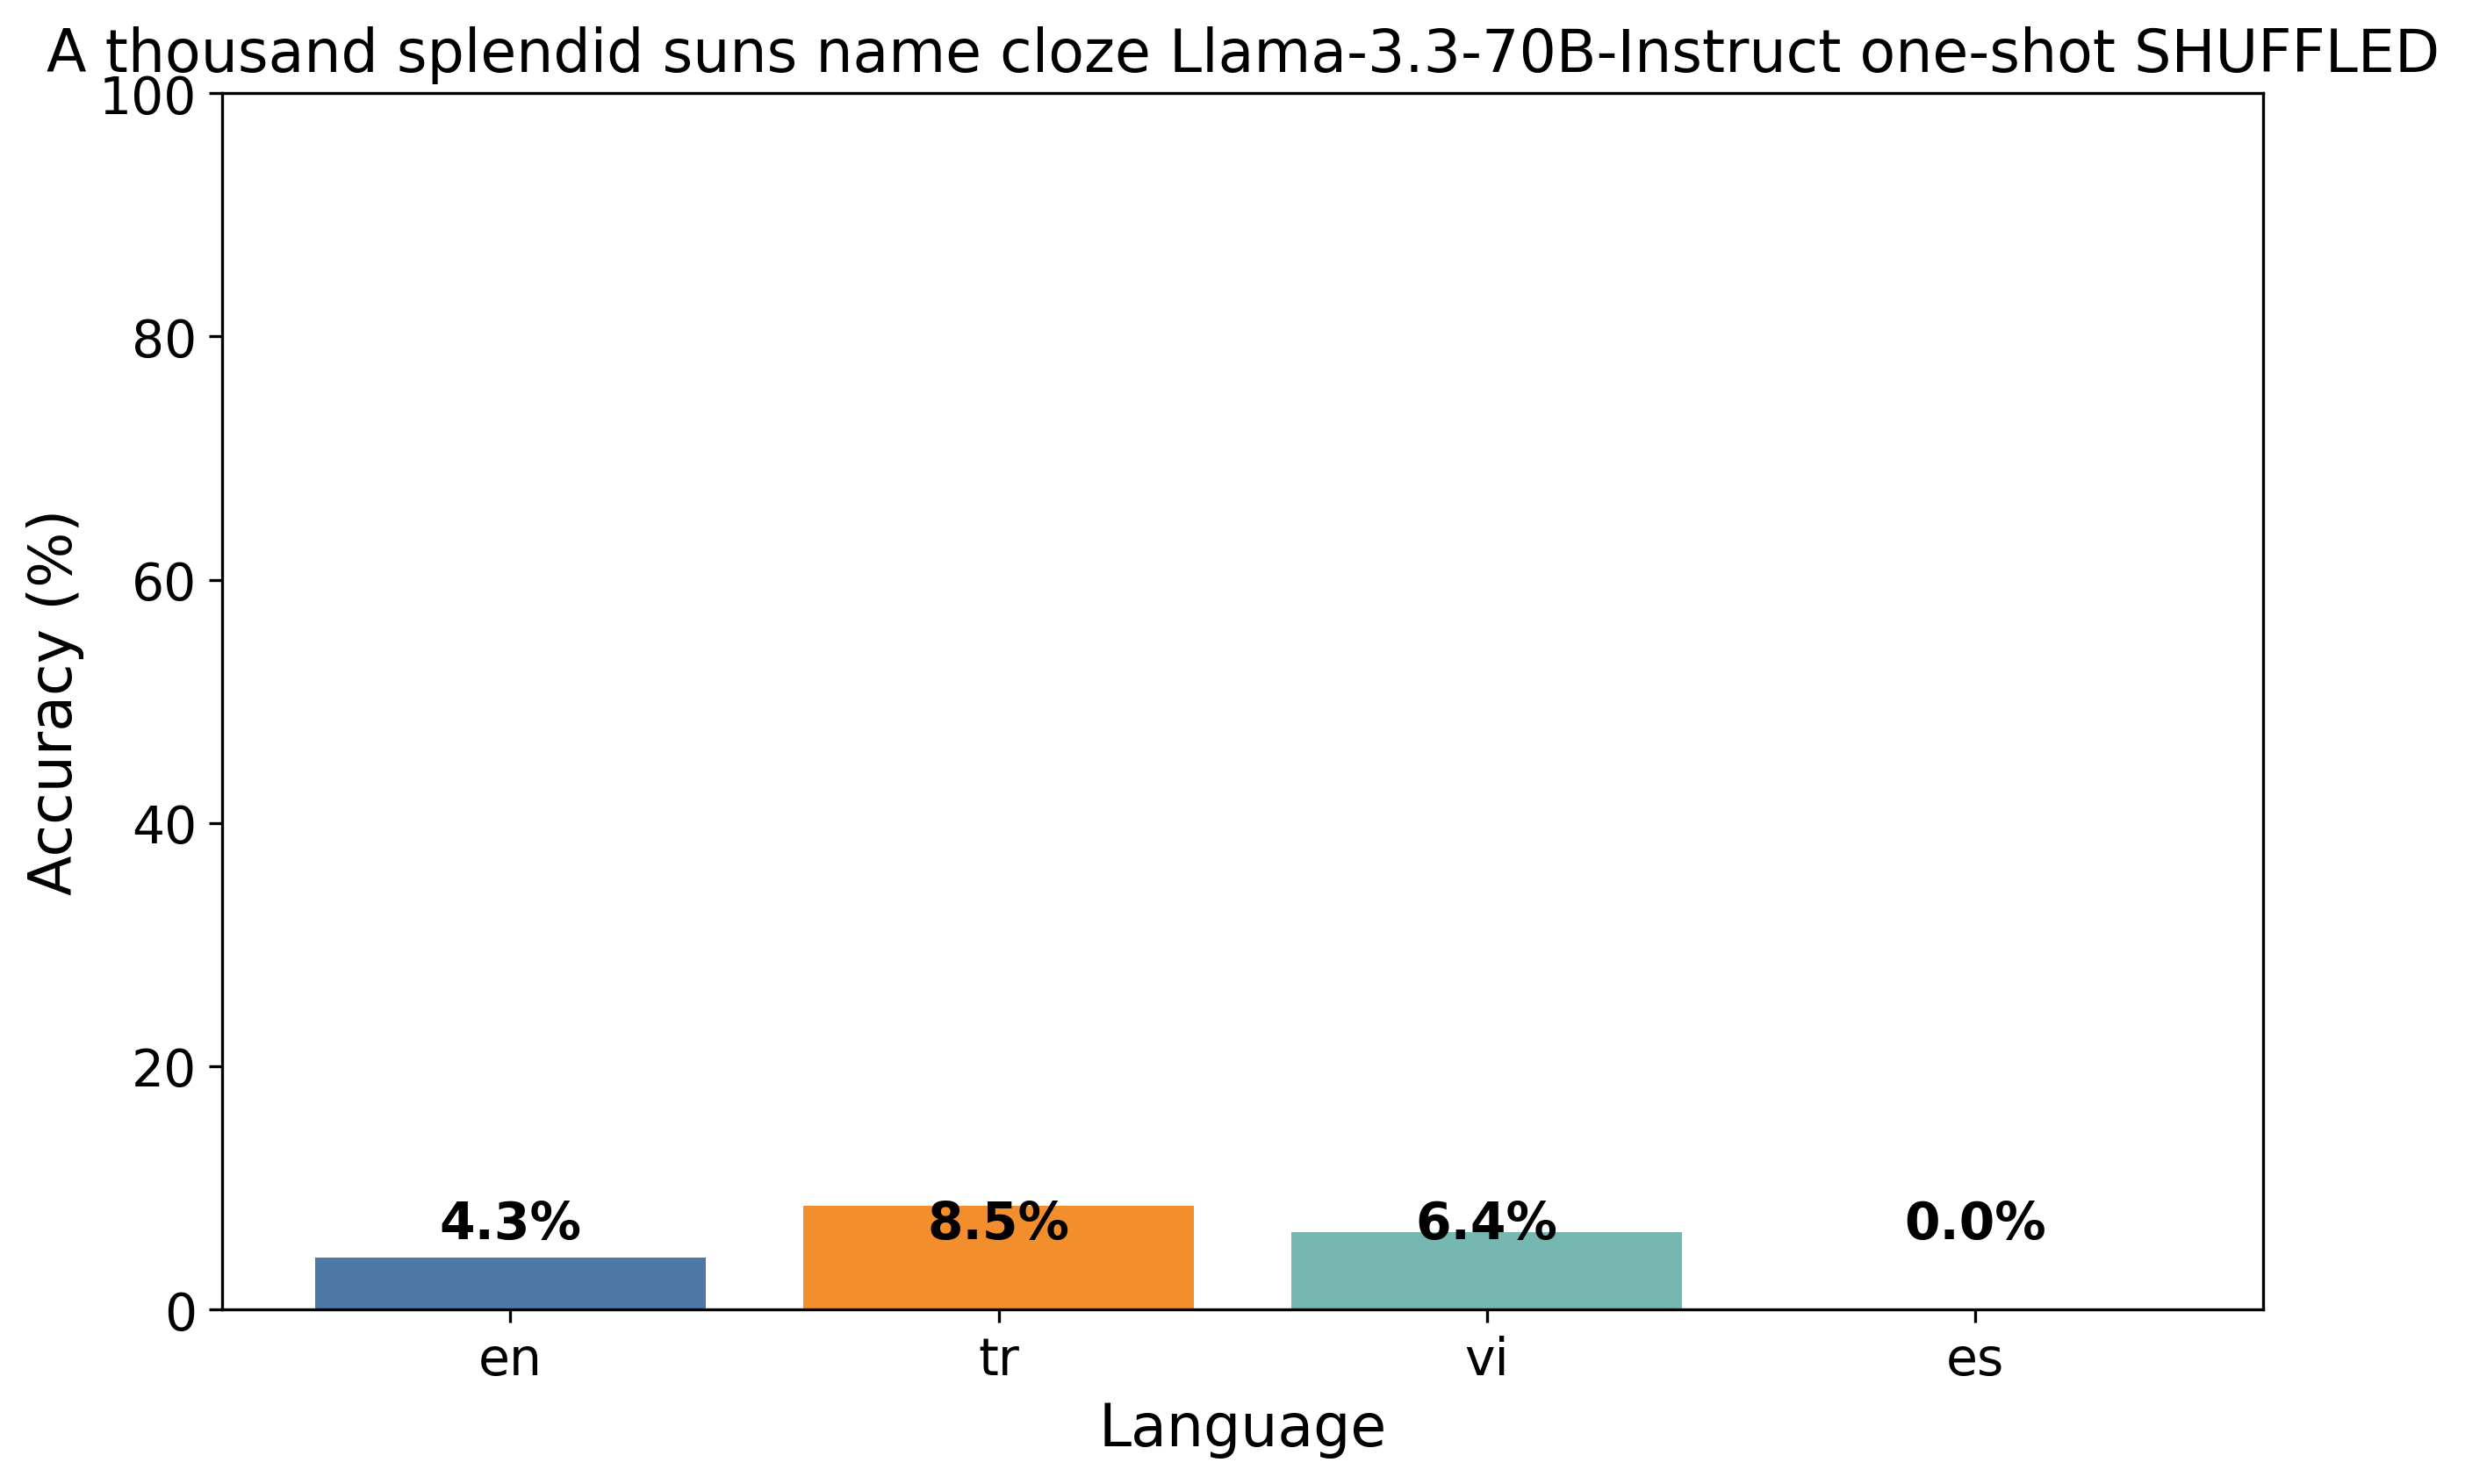 A thousand splendid suns name cloze Llama-3.3-70B-Instruct one-shot SHUFFLED
100
80
60
40
20
0
Accuracy (%)
4.3%
8.5%
6.4%
0.0%
en
tr
vi
es
Language